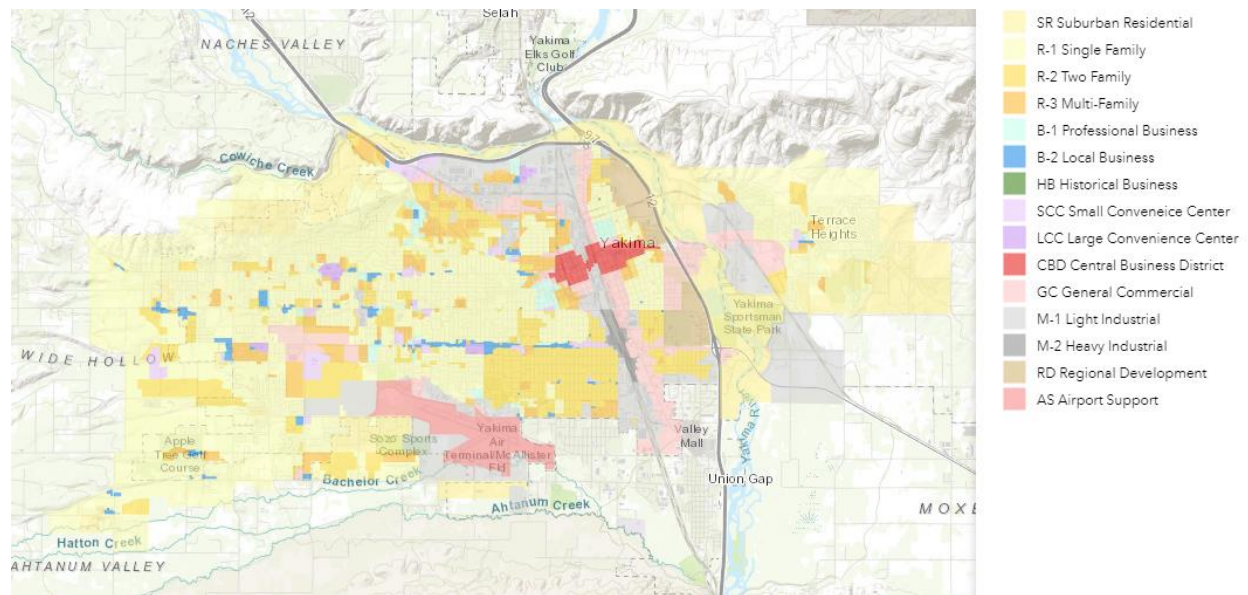 Selah
12
NACHES VALLEY
Yakima
Elks Golf
Club
97
Cowiche Creek
12
Terrace
Heights
Yakima
Yakima
Sportsman
State Park
WIDE HOLLOW
Yakima
Air
Terminal/McAllister
Fld
Sozo Sports
Complex
Apple
Tree Golf
Course
Valley
Mall
Yakima R
Bachelor Creek
Union Gap
Ahtanum Creek
MOXE
Hatton Creek
AHTANUM VALLEY
SR Suburban Residential
R-1 Single Family
R-2 Two Family
R-3 Multi-Family
B-1 Professional Business
B-2 Local Business
HB Historical Business
SCC Small Conveneice Center
LCC Large Convenience Center
CBD Central Business District
GC General Commercial
M-1 Light Industrial
M-2 Heavy Industrial
RD Regional Development
AS Airport Support